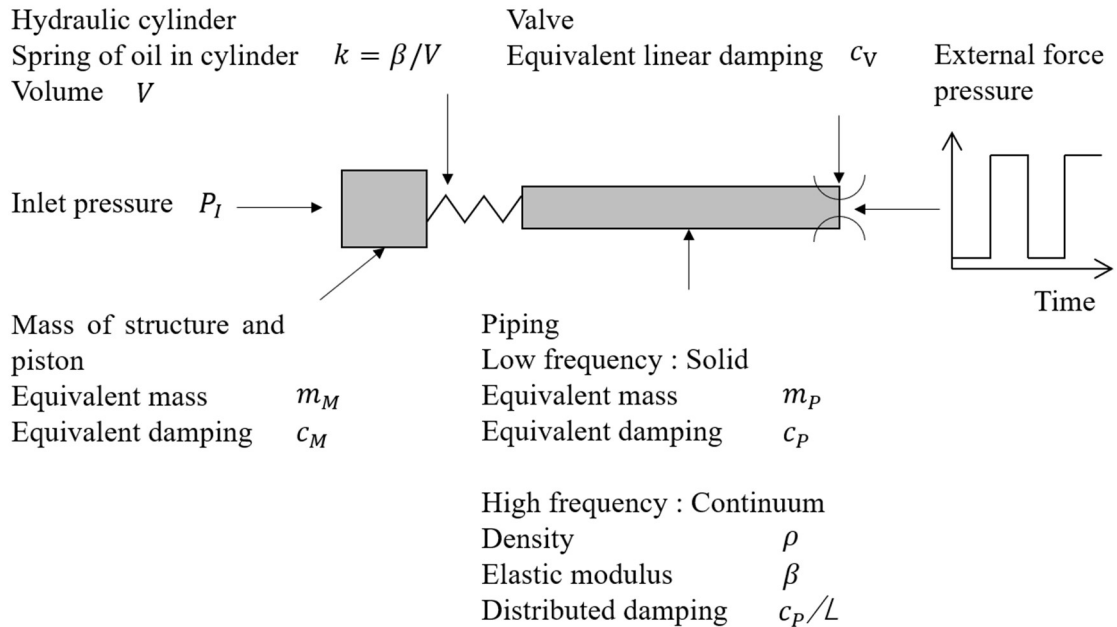 Hydraulic cylinder
Spring of oil in cylinder k = β/V
Volume V
Valve
Equivalent linear damping c_V
External force
pressure
Inlet pressure P_I
Time
Mass of structure and
piston
Equivalent mass m_M
Equivalent damping c_M
Piping
Low frequency : Solid
Equivalent mass m_P
Equivalent damping c_P
High frequency : Continuum
Density ρ
Elastic modulus β
Distributed damping c_P/L